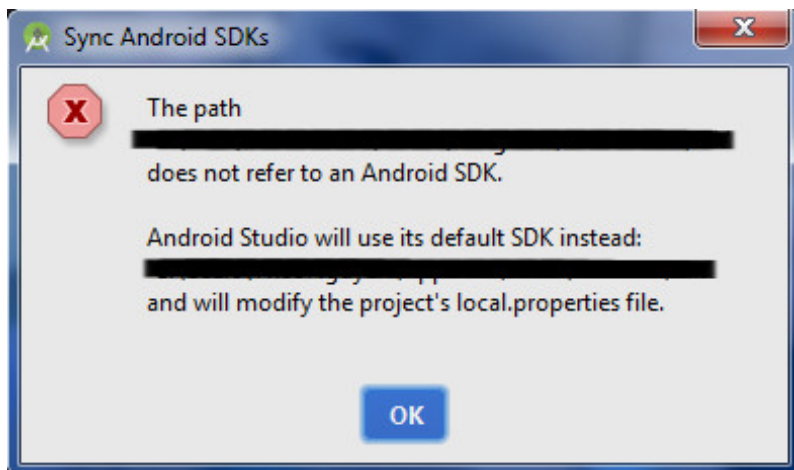 Sync Android SDKs
The path
does not refer to an Android SDK.
Android Studio will use its default SDK instead:
and will modify the project's local.properties file.
OK